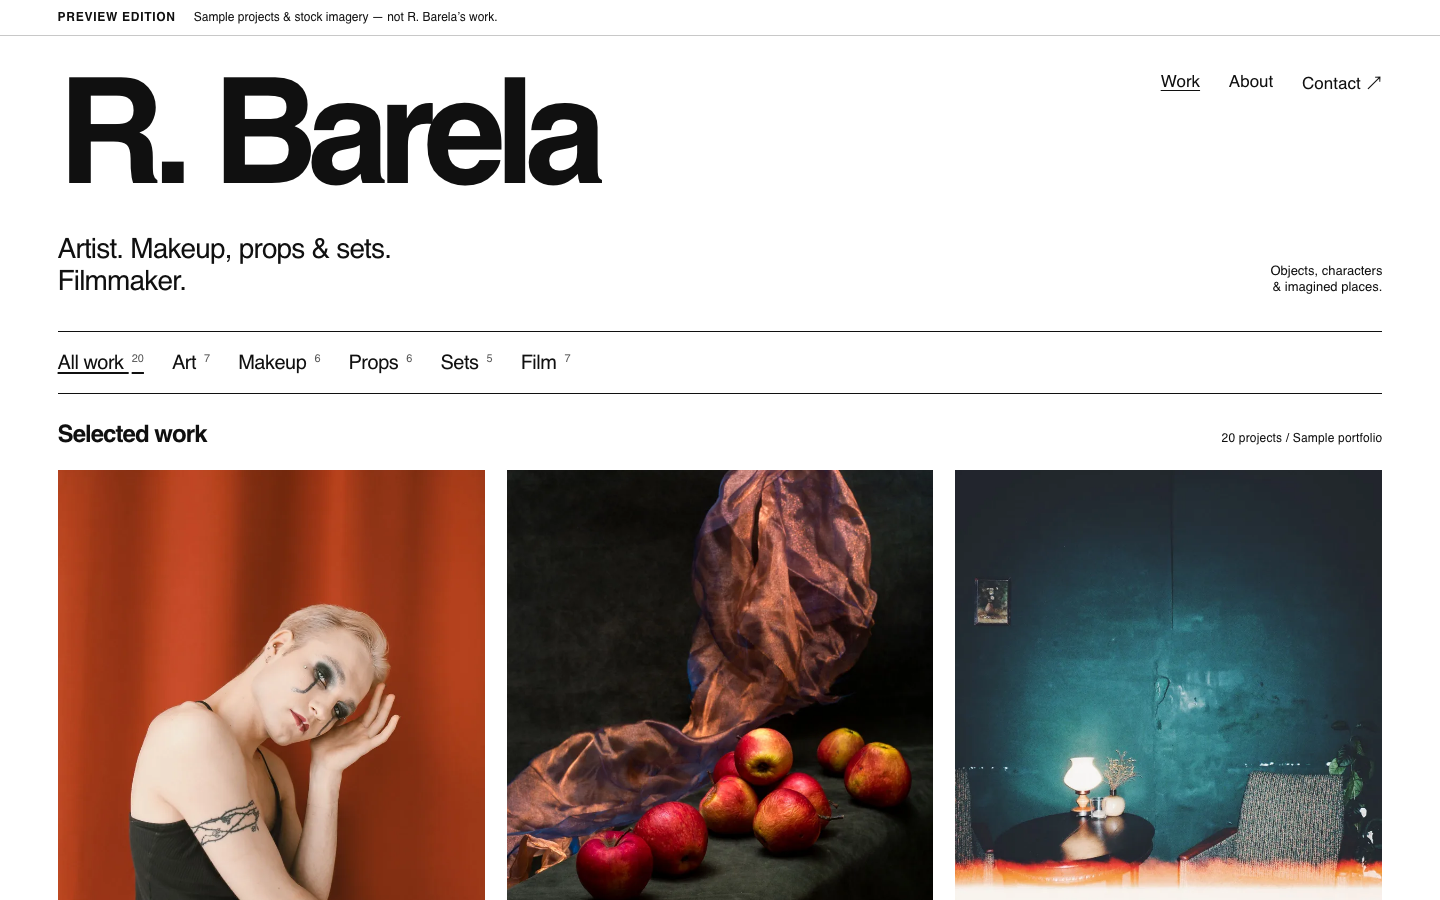 PREVIEW EDITION Sample projects & stock imagery — not R. Barela’s work.
R. Barela
Work About Contact ↗
Artist. Makeup, props & sets.
Filmmaker.
Objects, characters
& imagined places.
All work 20 Art 7 Makeup 6 Props 6 Sets 5 Film 7
Selected work
20 projects / Sample portfolio